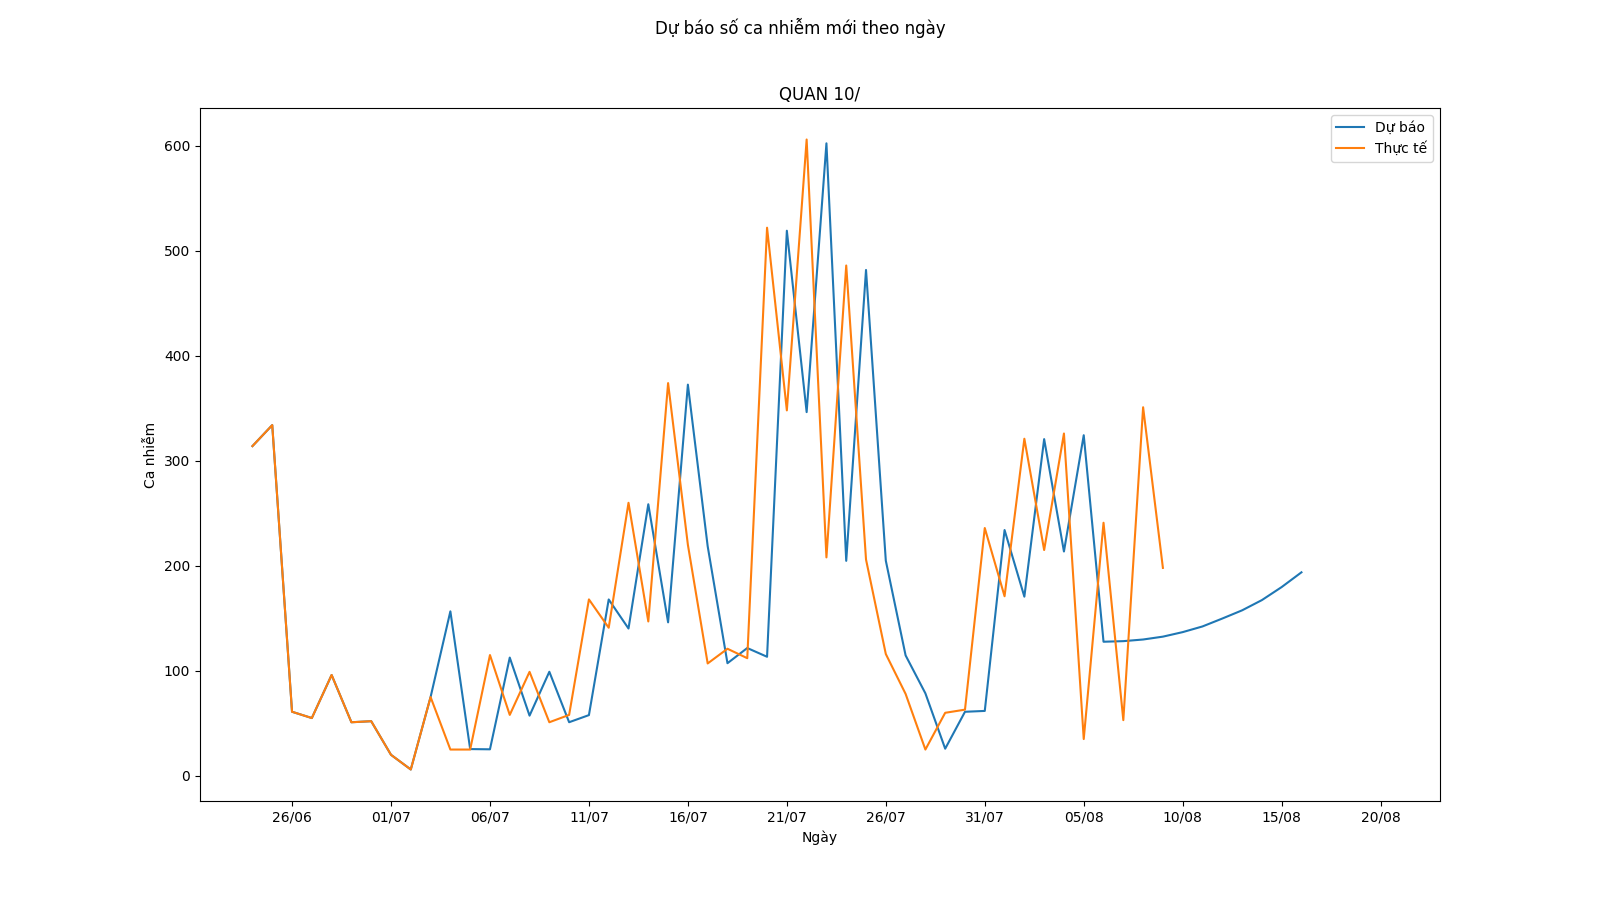 Dự báo số ca nhiễm mới theo ngày
QUAN 10/
Dự báo
Thực tế
600
500
400
300
200
100
0
Ca nhiễm
26/06 01/07 06/07 11/07 16/07 21/07 26/07 31/07 05/08 10/08 15/08 20/08
Ngày